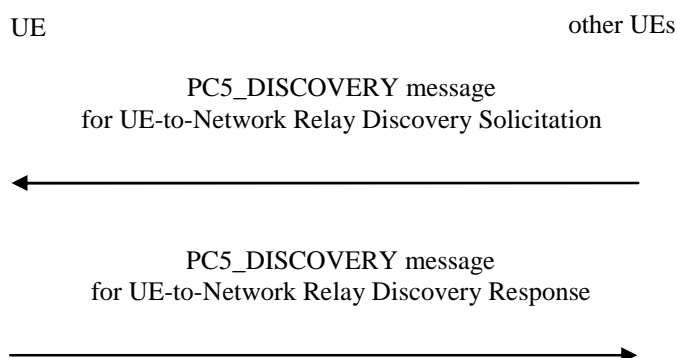 UE
other UEs
PC5_DISCOVERY message
for UE-to-Network Relay Discovery Solicitation
PC5_DISCOVERY message
for UE-to-Network Relay Discovery Response